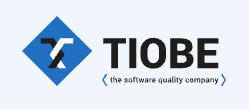 TIOBE
⟨ the software quality company ⟩